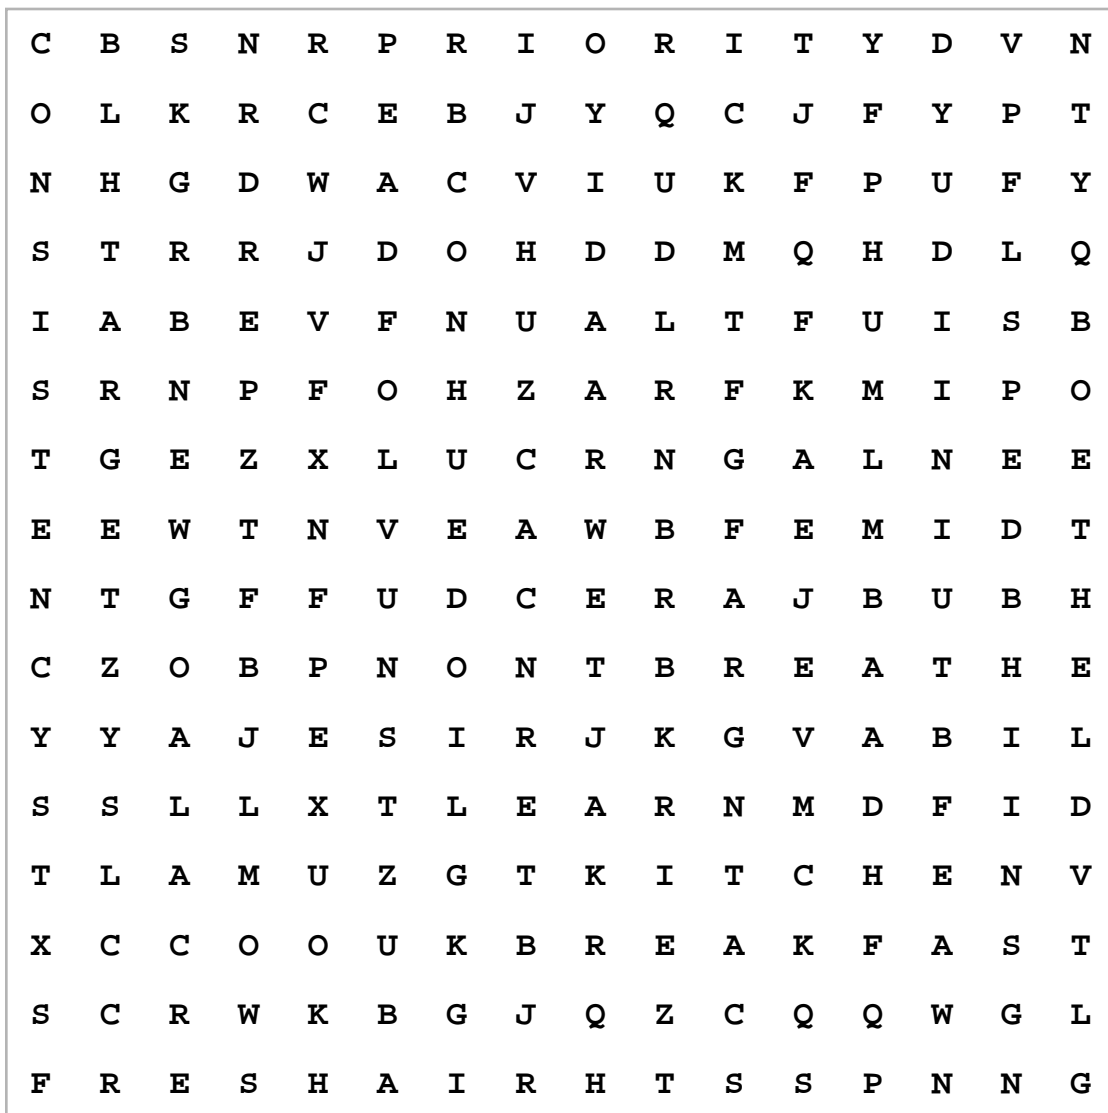 C B S N R P R I O R I T Y D V N
O L K R C E B J Y Q C J F Y P T
N H G D W A C V I U K F P U F Y
S T R R J D O H D D M Q H D L Q
I A B E V F N U A L T F U I S B
S R N P F O H Z A R F K M I P O
T G E Z X L U C R N G A L N E E
E E W T N V E A W B F E M I D T
N T G F F U D C E R A J B U B H
C Z O B P N O N T B R E A T H E
Y Y A J E S I R J K G V A B I L
S S L L X T L E A R N M D F I D
T L A M U Z G T K I T C H E N V
X C C O O U K B R E A K F A S T
S C R W K B G J Q Z C Q Q W G L
F R E S H A I R H T S S P N N G